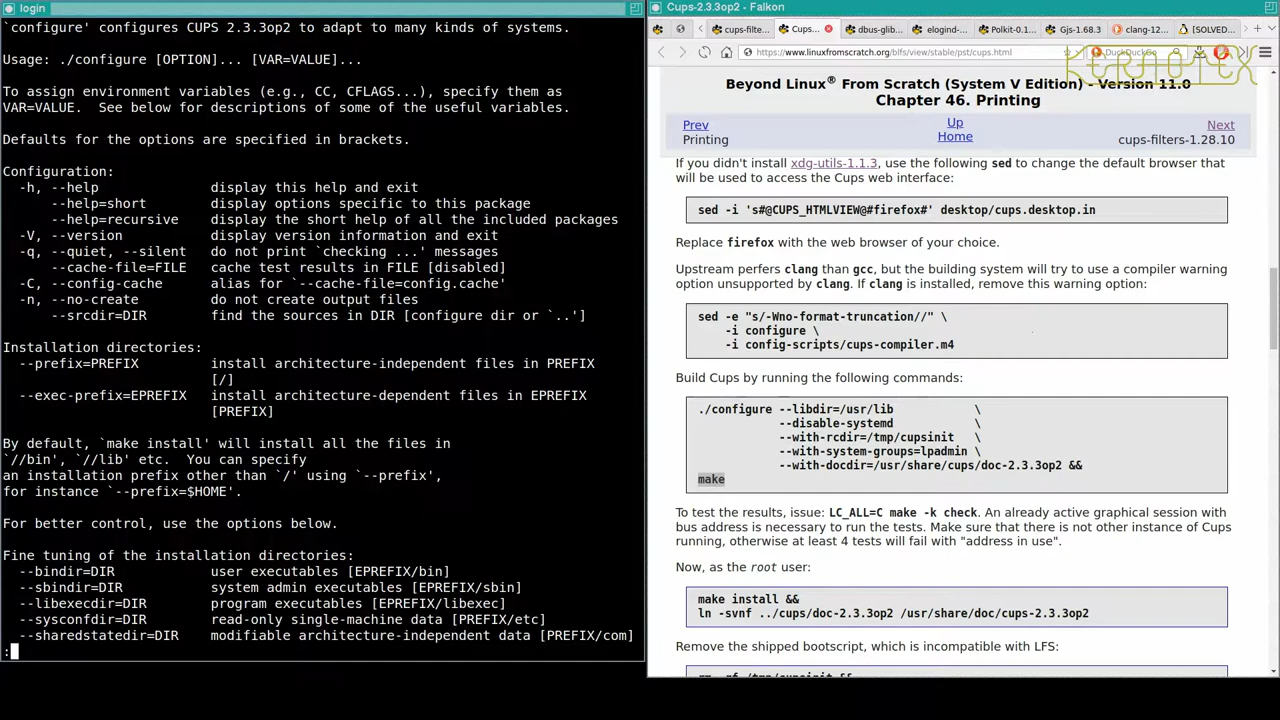 login
`configure' configures CUPS 2.3.3op2 to adapt to many kinds of systems.
Usage: ./configure [OPTION]... [VAR=VALUE]...
To assign environment variables (e.g., CC, CFLAGS...), specify them as
VAR=VALUE.  See below for descriptions of some of the useful variables.
Defaults for the options are specified in brackets.
Configuration:
-h, --help display this help and exit
--help=short display options specific to this package
--help=recursive display the short help of all the included packages
-V, --version display version information and exit
-q, --quiet, --silent do not print `checking ...' messages
--cache-file=FILE cache test results in FILE [disabled]
-C, --config-cache alias for `--cache-file=config.cache'
-n, --no-create do not create output files
--srcdir=DIR find the sources in DIR [configure dir or `..']
Installation directories:
--prefix=PREFIX install architecture-independent files in PREFIX
[/]
--exec-prefix=EPREFIX install architecture-dependent files in EPREFIX
[PREFIX]
By default, `make install' will install all the files in
`//bin', `//lib' etc.  You can specify
an installation prefix other than `/' using `--prefix',
for instance `--prefix=$HOME'.
For better control, use the options below.
Fine tuning of the installation directories:
--bindir=DIR user executables [EPREFIX/bin]
--sbindir=DIR system admin executables [EPREFIX/sbin]
--libexecdir=DIR program executables [EPREFIX/libexec]
--sysconfdir=DIR read-only single-machine data [PREFIX/etc]
--sharedstatedir=DIR modifiable architecture-independent data [PREFIX/com]
:
Cups-2.3.3op2 - Falkon
cups-filte... Cups... dbus-glib... elogind-... Polkit-0.1... Gjs-1.68.3 clang-12... [SOLVED...
https://www.linuxfromscratch.org/blfs/view/stable/pst/cups.html DuckDuckGo
KERNOTEX
Beyond Linux® From Scratch (System V Edition) - Version 11.0
Chapter 46. Printing
Prev Up Next
Printing Home cups-filters-1.28.10
If you didn't install xdg-utils-1.1.3, use the following sed to change the default browser that
will be used to access the Cups web interface:
sed -i 's#@CUPS_HTMLVIEW@#firefox#' desktop/cups.desktop.in
Replace firefox with the web browser of your choice.
Upstream perfers clang than gcc, but the building system will try to use a compiler warning
option unsupported by clang. If clang is installed, remove this warning option:
sed -e "s/-Wno-format-truncation//" \
-i configure \
-i config-scripts/cups-compiler.m4
Build Cups by running the following commands:
./configure --libdir=/usr/lib \
--disable-systemd \
--with-rcdir=/tmp/cupsinit \
--with-system-groups=lpadmin \
--with-docdir=/usr/share/cups/doc-2.3.3op2 &&
make
To test the results, issue: LC_ALL=C make -k check. An already active graphical session with
bus address is necessary to run the tests. Make sure that there is not other instance of Cups
running, otherwise at least 4 tests will fail with "address in use".
Now, as the root user:
make install &&
ln -svnf ../cups/doc-2.3.3op2 /usr/share/doc/cups-2.3.3op2
Remove the shipped bootscript, which is incompatible with LFS:
rm -rf /tmp/cupsinit &&